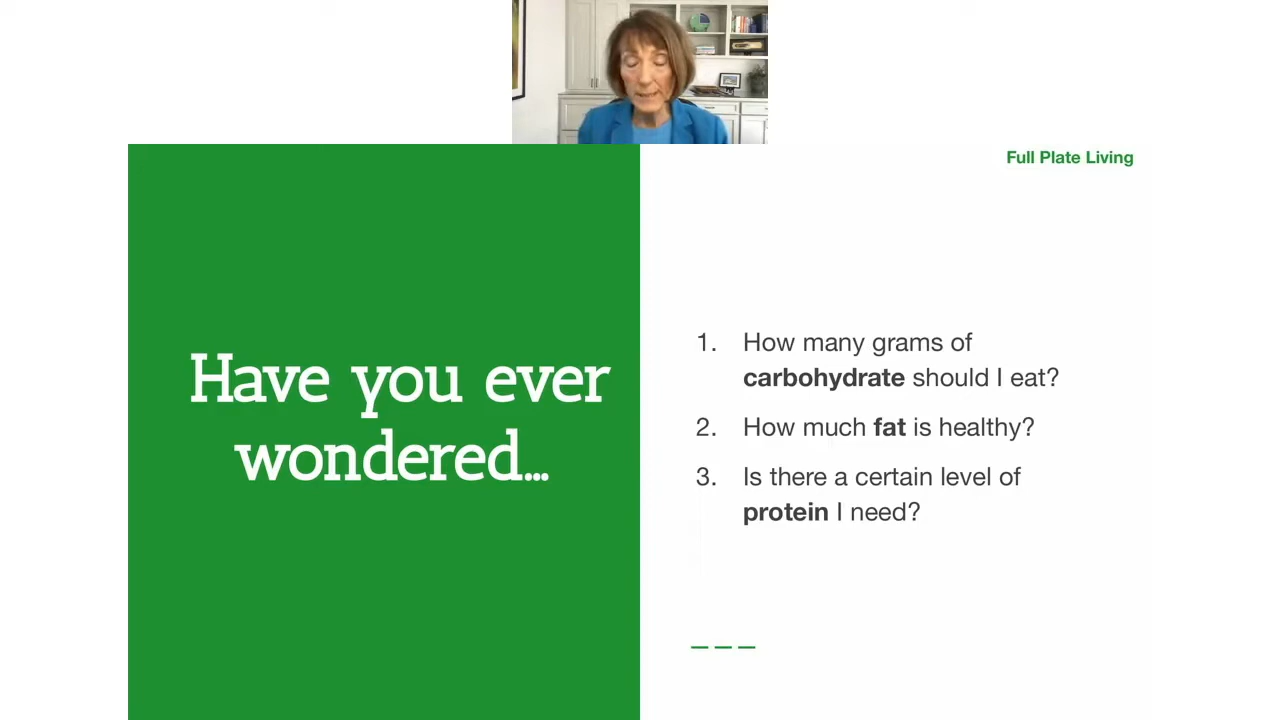 Full Plate Living
Have you ever
wondered...
1. How many grams of
carbohydrate should I eat?
2. How much fat is healthy?
3. Is there a certain level of
protein I need?